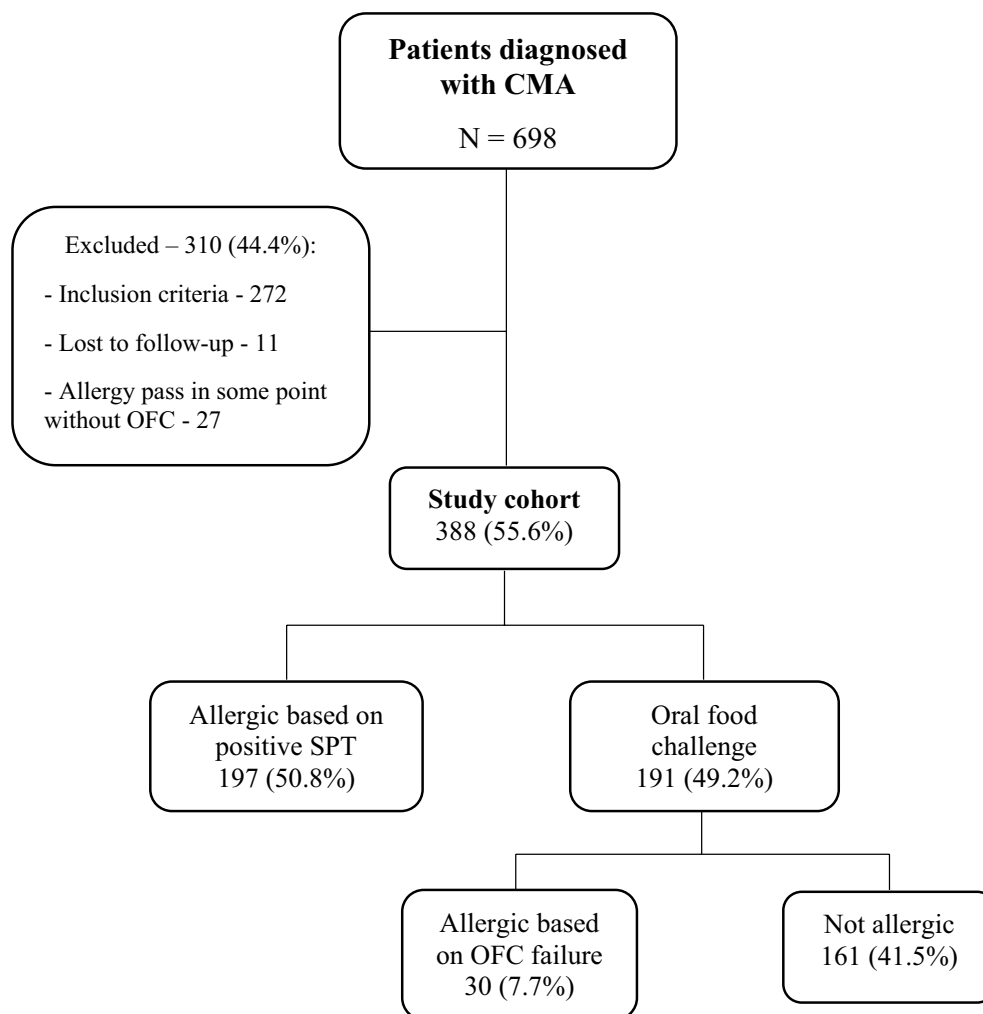 Patients diagnosed
with CMA
N = 698
Excluded – 310 (44.4%):
- Inclusion criteria - 272
- Lost to follow-up - 11
- Allergy pass in some point
without OFC - 27
Study cohort
388 (55.6%)
Allergic based on
positive SPT
197 (50.8%)
Oral food
challenge
191 (49.2%)
Allergic based
on OFC failure
30 (7.7%)
Not allergic
161 (41.5%)